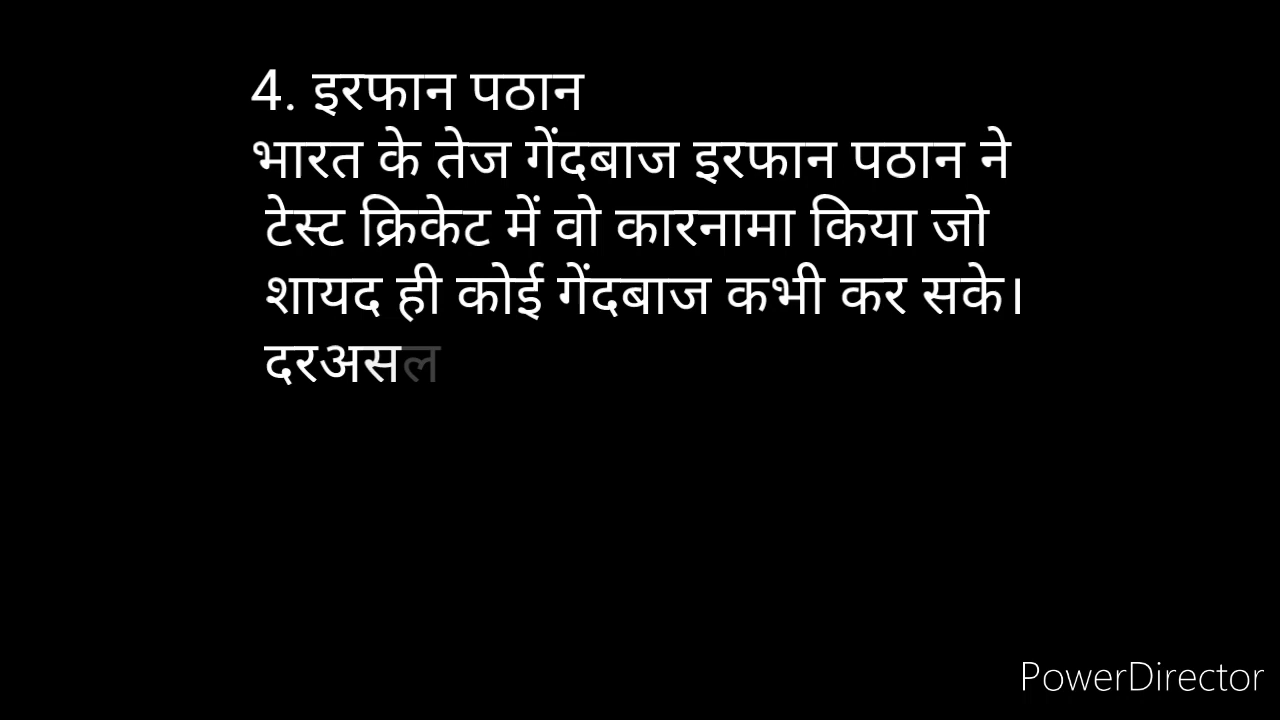 4. इरफान पठान
भारत के तेज गेंदबाज इरफान पठान ने
टेस्ट क्रिकेट में वो कारनामा किया जो
शायद ही कोई गेंदबाज कभी कर सके।
दरअसल
PowerDirector